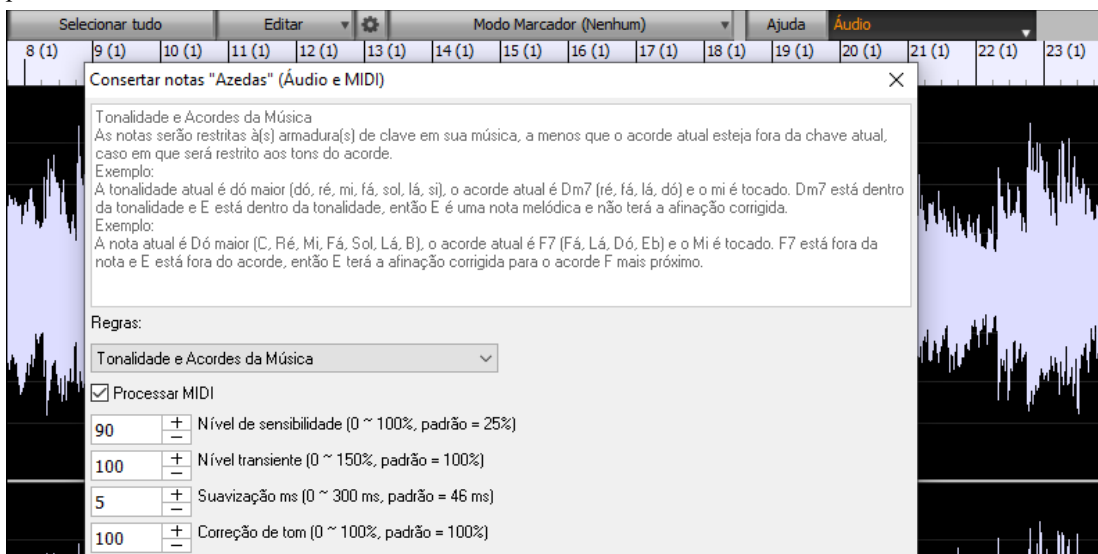 Selecionar tudo Editar Modo Marcador (Nenhum) Ajuda Áudio
8 (1) 9 (1) 10 (1) 11 (1) 12 (1) 13 (1) 14 (1) 15 (1) 16 (1) 17 (1) 18 (1) 19 (1) 20 (1) 21 (1) 22 (1) 23 (1)
Consertar notas "Azedas" (Áudio e MIDI)
Tonalidade e Acordes da Música
As notas serão restritas à(s) armadura(s) de clave em sua música, a menos que o acorde atual esteja fora da chave atual,
caso em que será restrito aos tons do acorde.
Exemplo:
A tonalidade atual é dó maior (dó, ré, mi, fá, sol, lá, si), o acorde atual é Dm7 (ré, fá, lá, dó) e o mi é tocado. Dm7 está dentro
da tonalidade e E está dentro da tonalidade, então E é uma nota melódica e não terá a afinação corrigida.
Exemplo:
A nota atual é Dó maior (C, Ré, Mi, Fá, Sol, Lá, B), o acorde atual é F7 (Fá, Lá, Dó, Eb) e o Mi é tocado. F7 está fora da
nota e E está fora do acorde, então E terá a afinação corrigida para o acorde F mais próximo.
Regras:
Tonalidade e Acordes da Música
Processar MIDI
90 Nível de sensibilidade (0 ~ 100%, padrão = 25%)
100 Nível transiente (0 ~ 150%, padrão = 100%)
5 Suavização ms (0 ~ 300 ms, padrão = 46 ms)
100 Correção de tom (0 ~ 100%, padrão = 100%)